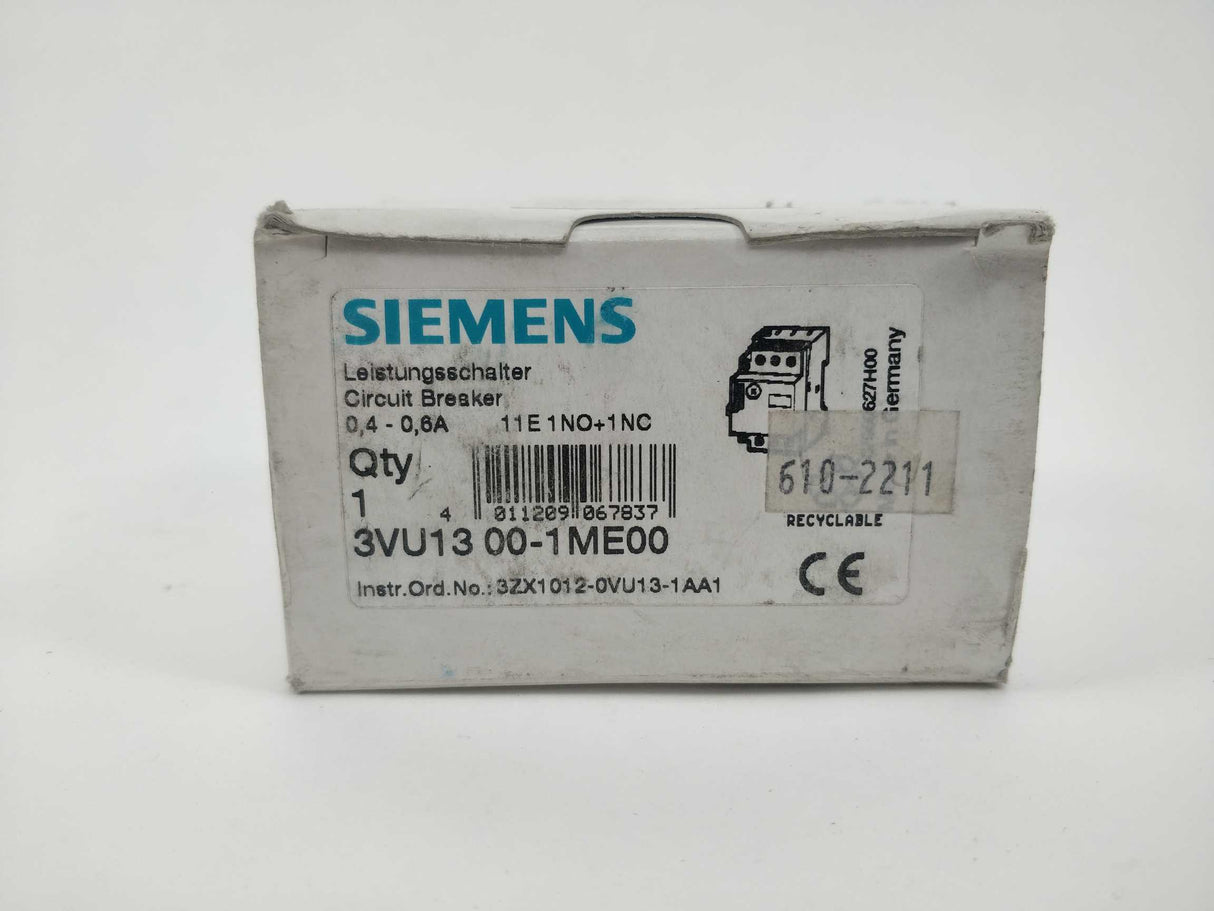 SIEMENS
Leistungsschalter
Circuit Breaker
0,4 - 0,6A 11E 1NO+1NC
Qty
1
4 011209 067837
3VU13 00-1ME00
Instr.Ord.No.: 3ZX1012-0VU13-1AA1
627H00
Germany
610-2211
RECYCLABLE
CE